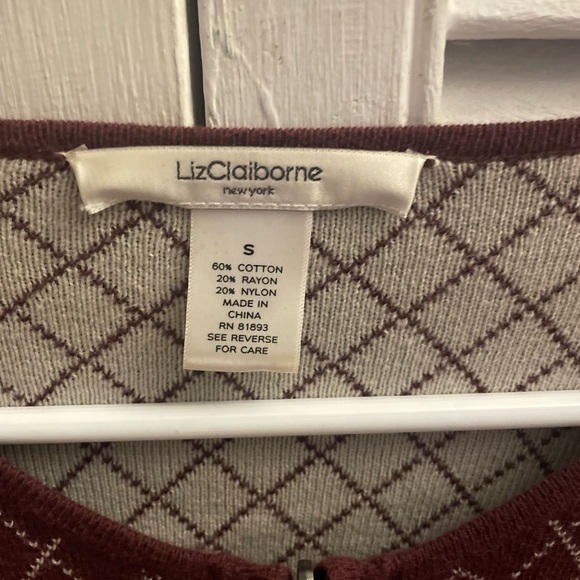 LizClaiborne
new york
S
60% COTTON
20% RAYON
20% NYLON
MADE IN
CHINA
RN 81893
SEE REVERSE
FOR CARE